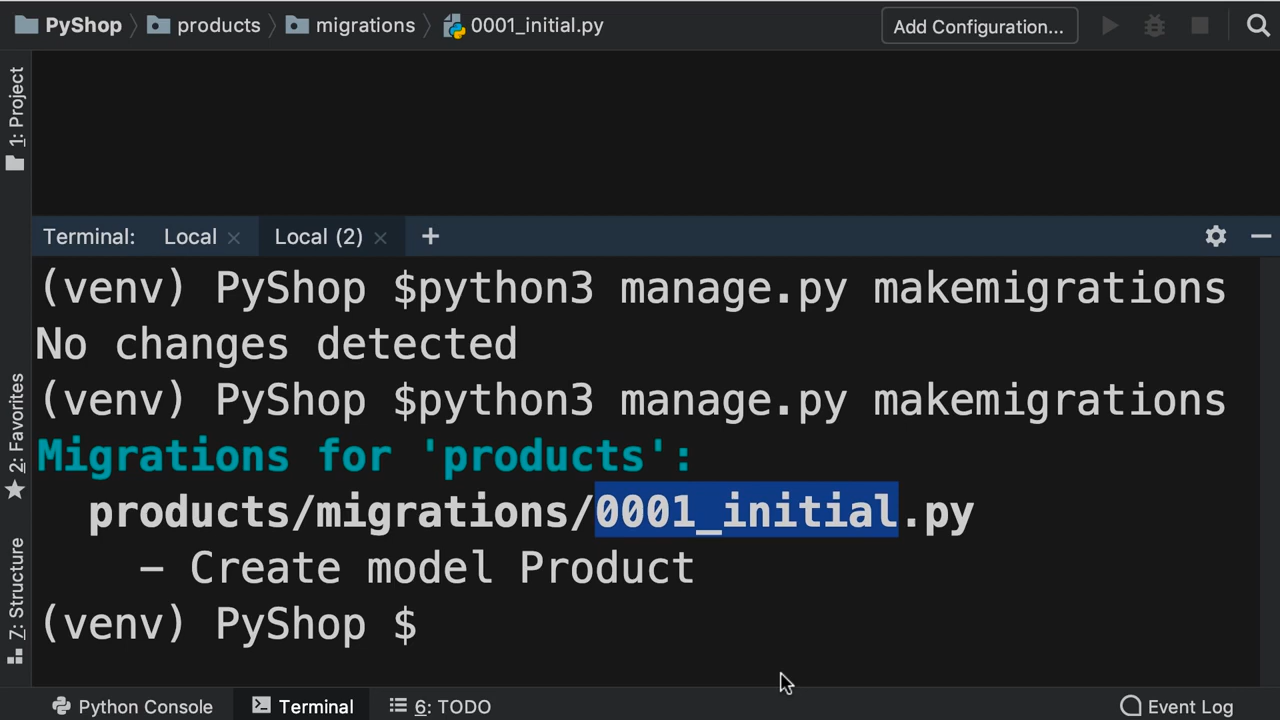 PyShop products migrations 0001_initial.py Add Configuration...
1: Project
Terminal: Local Local (2)
(venv) PyShop $python3 manage.py makemigrations
No changes detected
(venv) PyShop $python3 manage.py makemigrations
Migrations for 'products':
products/migrations/0001_initial.py
– Create model Product
(venv) PyShop $
2: Favorites
7: Structure
Python Console Terminal 6: TODO Event Log